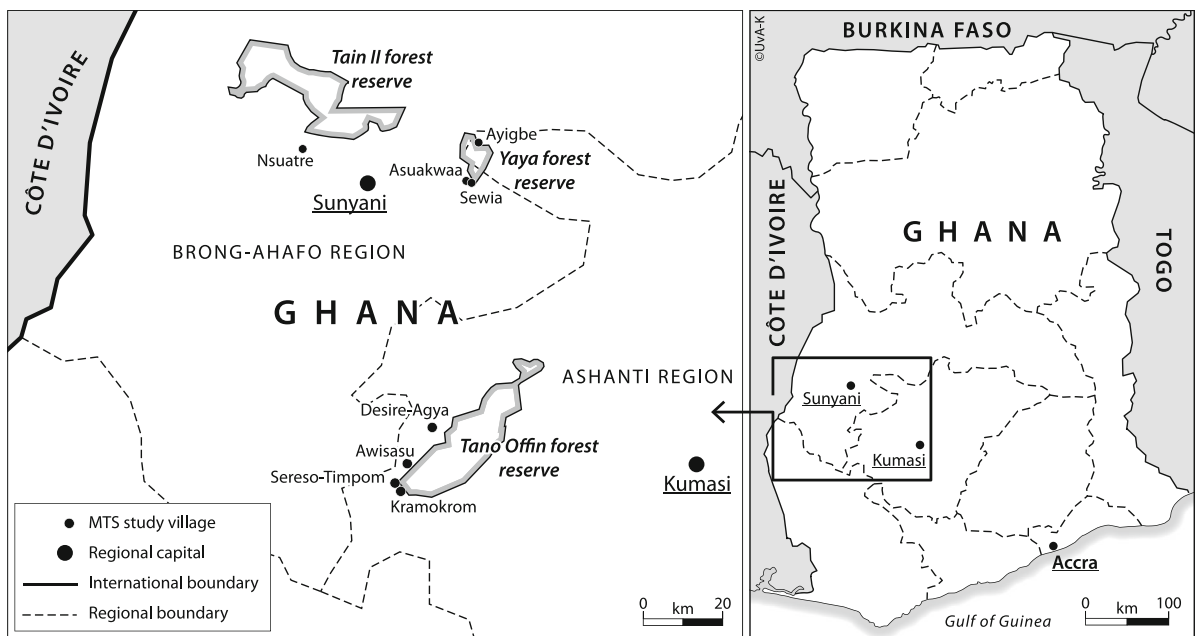 CÔTE D'IVOIRE
Tain II forest
reserve
Nsuatre
Sunyani
Ayigbe
Asuakwaa
Yaya forest
reserve
Sewia
BRONG-AHAFO REGION
GHANA
ASHANTI REGION
Desire-Agya
Tano Offin forest
reserve
Awisasu
Sereso-Timpom
Kramokrom
Kumasi
MTS study village
Regional capital
International boundary
Regional boundary
0 km 20
©UvA-K
BURKINA FASO
CÔTE D'IVOIRE
GHANA
TOGO
Sunyani
Kumasi
Accra
Gulf of Guinea
0 km 100